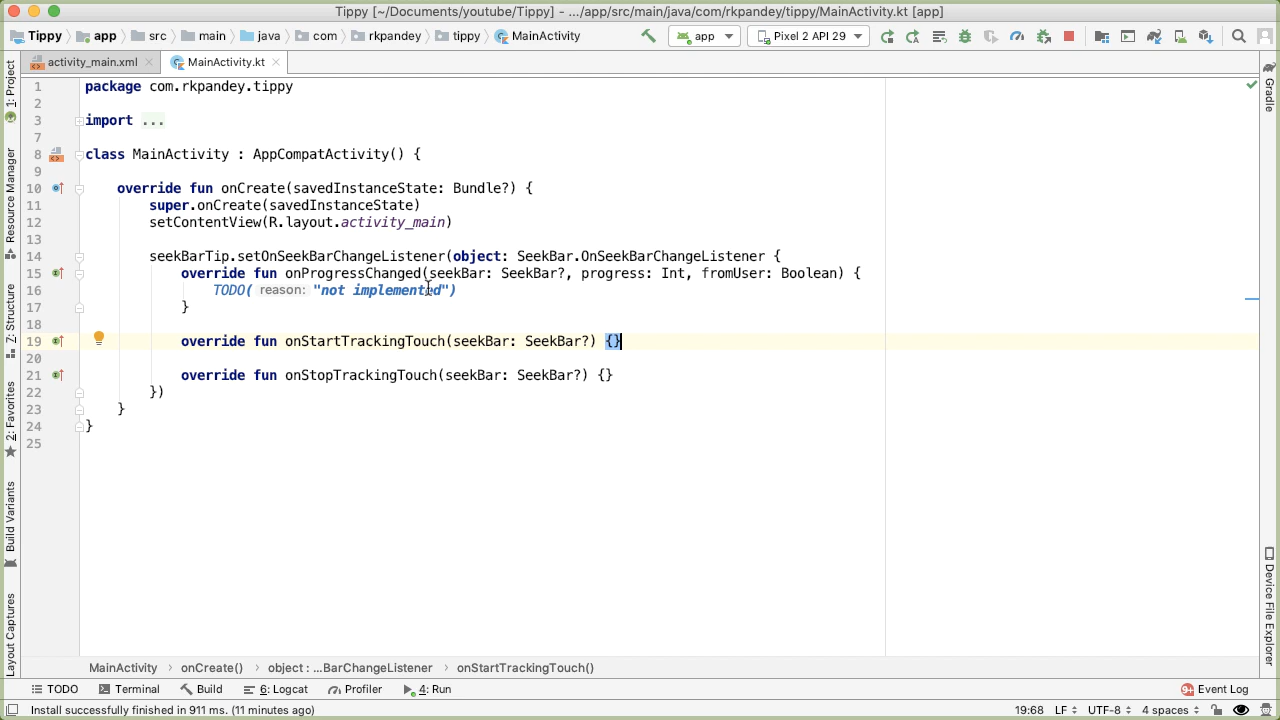 Tippy [~/Documents/youtube/Tippy] - .../app/src/main/java/com/rkpandey/tippy/MainActivity.kt [app]
Tippy app src main java com rkpandey tippy MainActivity app Pixel 2 API 29
activity_main.xml MainActivity.kt
1 package com.rkpandey.tippy
2
3 import ...
7
8 class MainActivity : AppCompatActivity() {
9
10 override fun onCreate(savedInstanceState: Bundle?) {
11 super.onCreate(savedInstanceState)
12 setContentView(R.layout.activity_main)
13
14 seekBarTip.setOnSeekBarChangeListener(object: SeekBar.OnSeekBarChangeListener {
15 override fun onProgressChanged(seekBar: SeekBar?, progress: Int, fromUser: Boolean) {
16 TODO( reason: "not implemented")
17 }
18
19 override fun onStartTrackingTouch(seekBar: SeekBar?) {}
20
21 override fun onStopTrackingTouch(seekBar: SeekBar?) {}
22 })
23 }
24 }
25
1: Project
Resource Manager
Z: Structure
2: Favorites
Build Variants
Layout Captures
Gradle
Device File Explorer
MainActivity › onCreate() › object : ...BarChangeListener › onStartTrackingTouch()
TODO Terminal Build 6: Logcat Profiler 4: Run 9+ Event Log
Install successfully finished in 911 ms. (11 minutes ago) 19:68 LF UTF-8 4 spaces